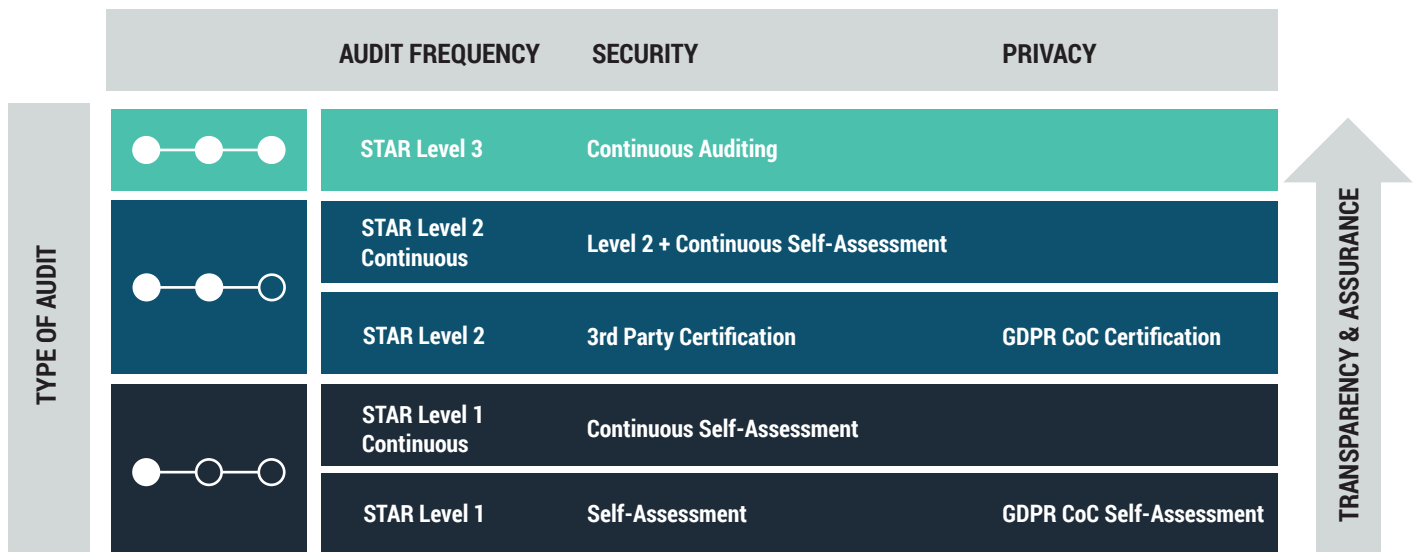 AUDIT FREQUENCY SECURITY PRIVACY
TYPE OF AUDIT
STAR Level 3 Continuous Auditing
STAR Level 2
Continuous
Level 2 + Continuous Self-Assessment
STAR Level 2 3rd Party Certification GDPR CoC Certification
STAR Level 1
Continuous
Continuous Self-Assessment
STAR Level 1 Self-Assessment GDPR CoC Self-Assessment
TRANSPARENCY & ASSURANCE